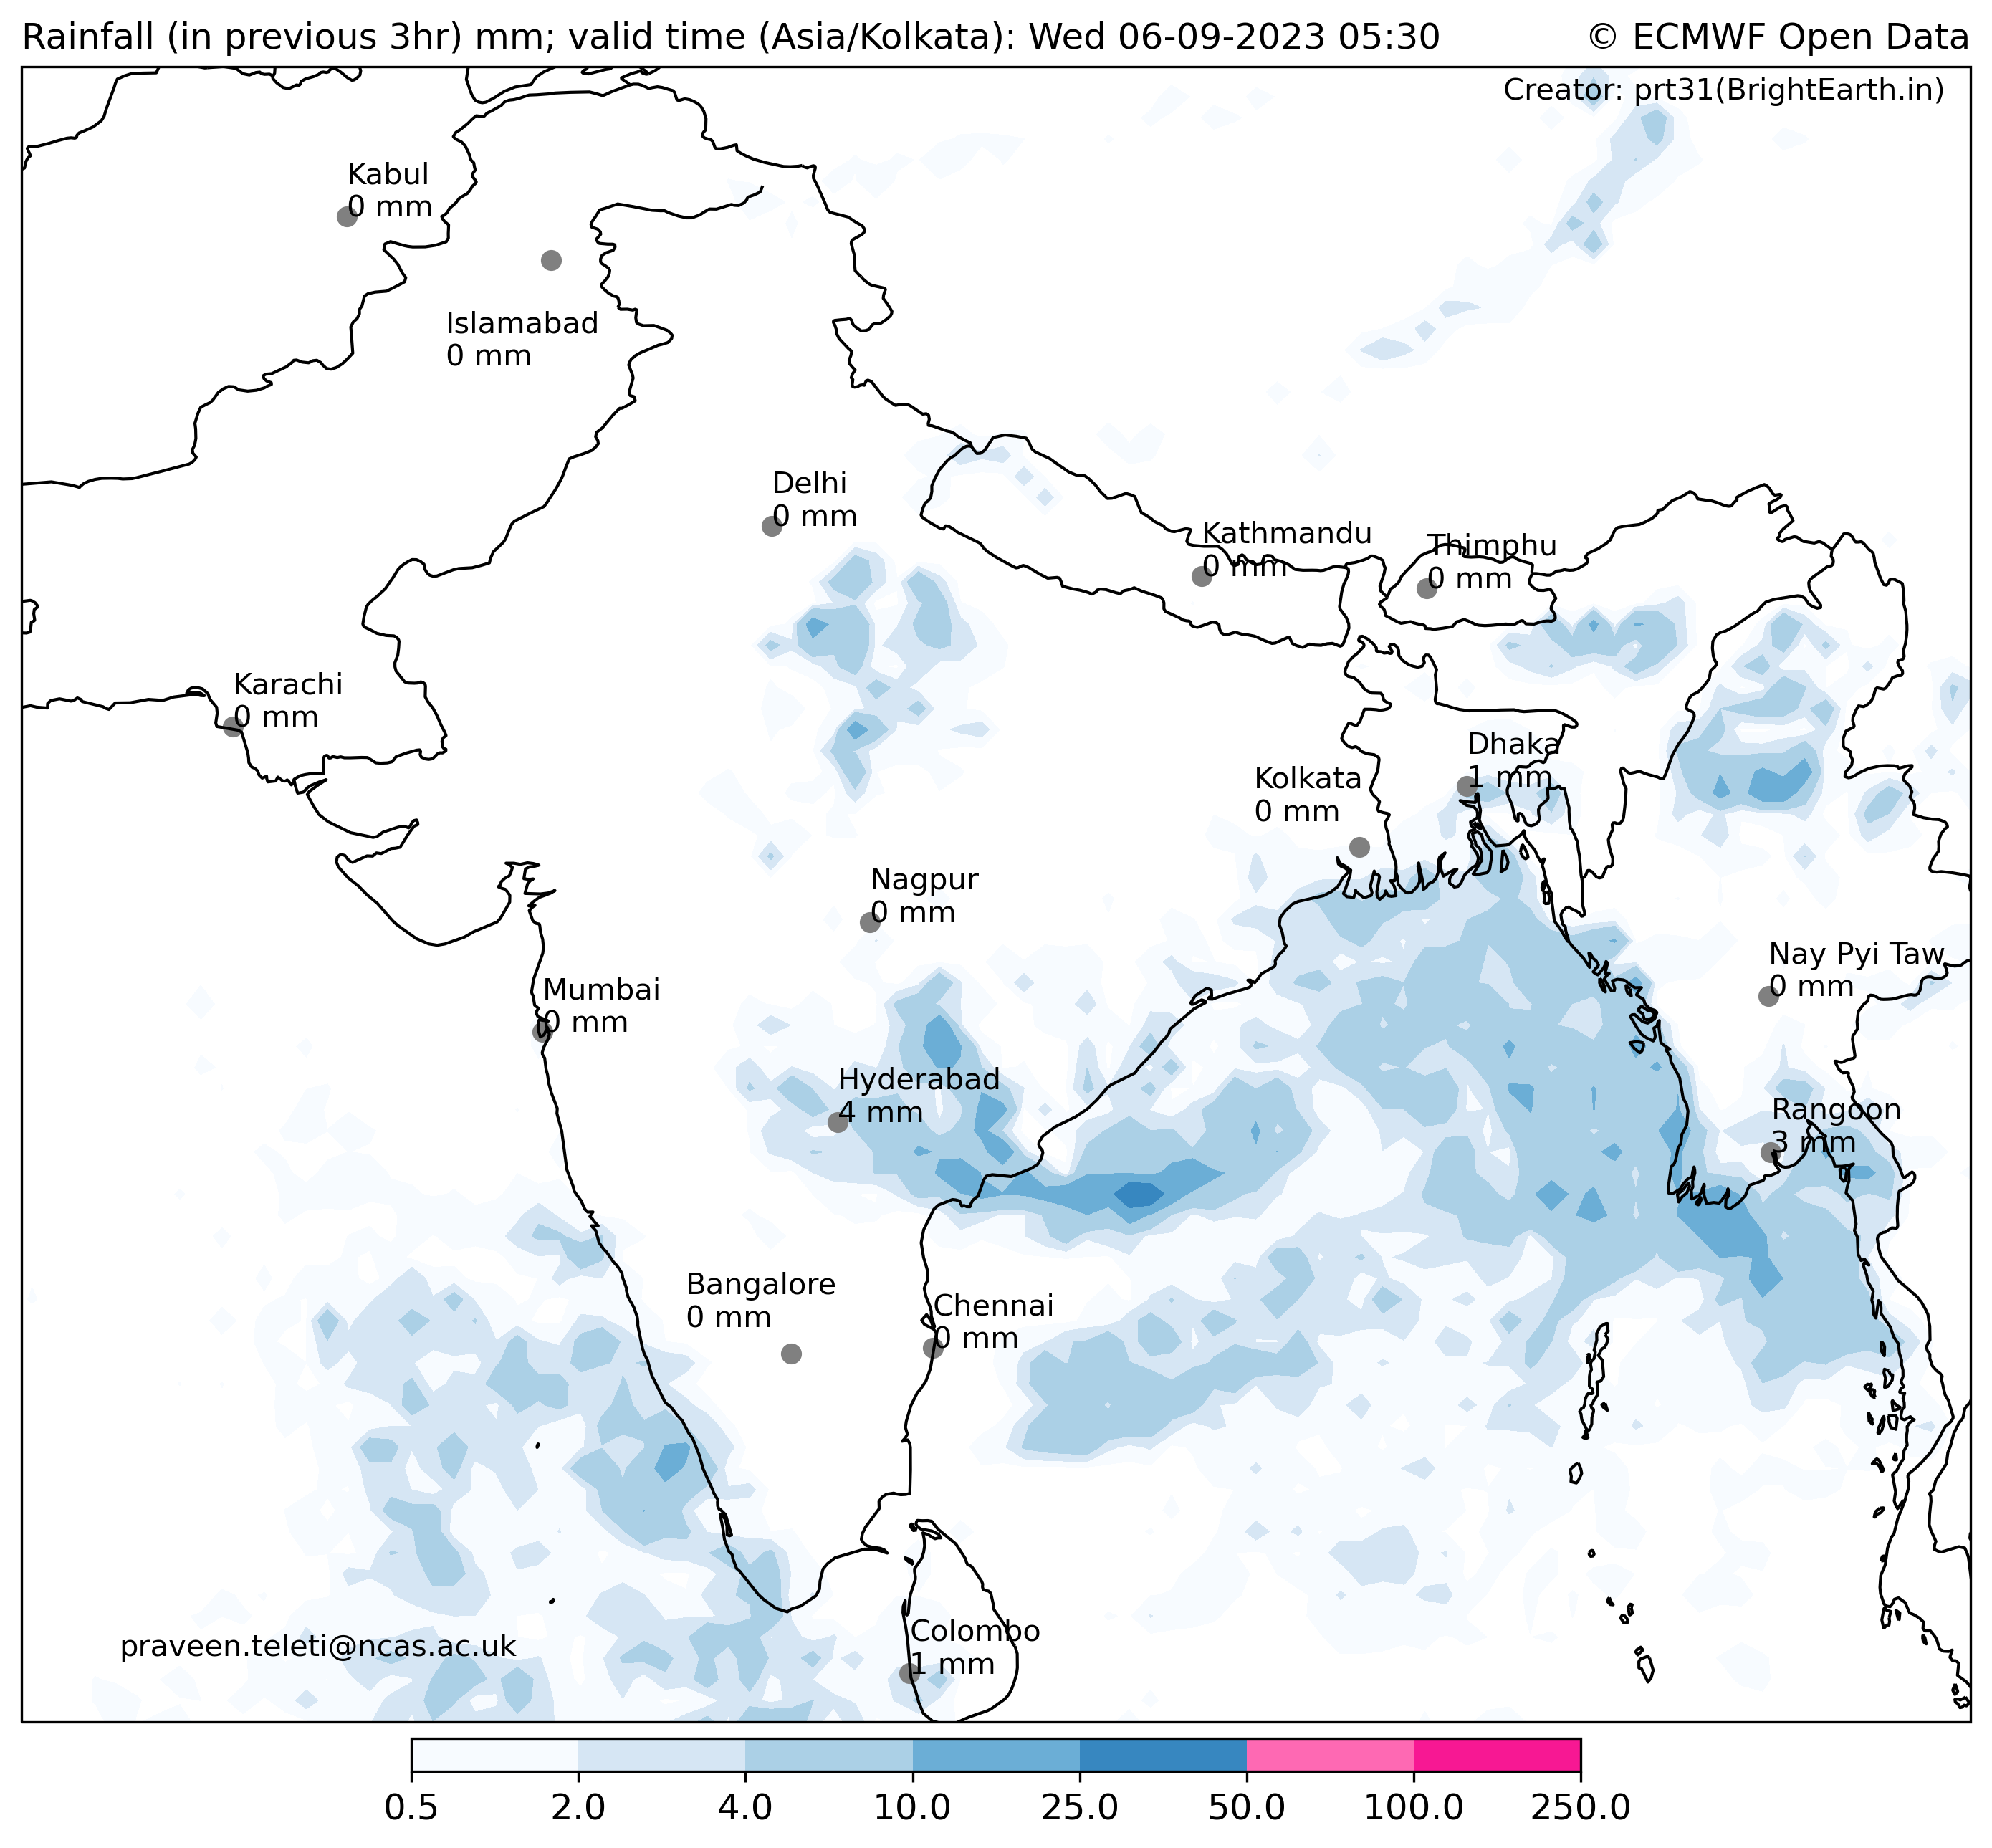 Rainfall (in previous 3hr) mm; valid time (Asia/Kolkata): Wed 06-09-2023 05:30
© ECMWF Open Data
Creator: prt31(BrightEarth.in)
Kabul
0 mm
Islamabad
0 mm
Delhi
0 mm
Kathmandu
0 mm
Thimphu
0 mm
Karachi
0 mm
Dhaka
1 mm
Kolkata
0 mm
Nagpur
0 mm
Nay Pyi Taw
0 mm
Mumbai
0 mm
Hyderabad
4 mm
Rangoon
3 mm
Bangalore
0 mm
Chennai
0 mm
Colombo
1 mm
praveen.teleti@ncas.ac.uk
0.5 2.0 4.0 10.0 25.0 50.0 100.0 250.0